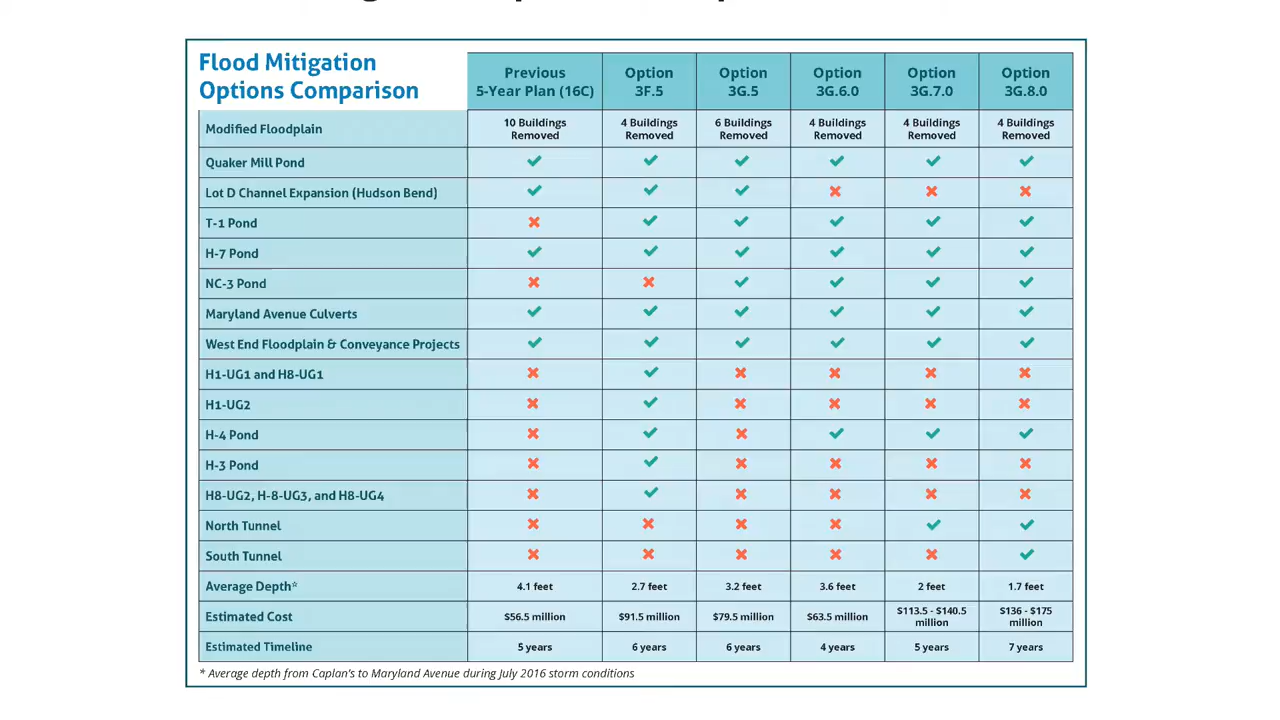 Flood Mitigation
Options Comparison
Previous
5-Year Plan (16C)
Option
3F.5
Option
3G.5
Option
3G.6.0
Option
3G.7.0
Option
3G.8.0
Modified Floodplain
10 Buildings
Removed
4 Buildings
Removed
6 Buildings
Removed
4 Buildings
Removed
4 Buildings
Removed
4 Buildings
Removed
Quaker Mill Pond
Lot D Channel Expansion (Hudson Bend)
T-1 Pond
H-7 Pond
NC-3 Pond
Maryland Avenue Culverts
West End Floodplain & Conveyance Projects
H1-UG1 and H8-UG1
H1-UG2
H-4 Pond
H-3 Pond
H8-UG2, H-8-UG3, and H8-UG4
North Tunnel
South Tunnel
Average Depth* 4.1 feet 2.7 feet 3.2 feet 3.6 feet 2 feet 1.7 feet
Estimated Cost $56.5 million $91.5 million $79.5 million $63.5 million
$113.5 - $140.5
million
$136 - $175
million
Estimated Timeline 5 years 6 years 6 years 4 years 5 years 7 years
* Average depth from Caplan's to Maryland Avenue during July 2016 storm conditions